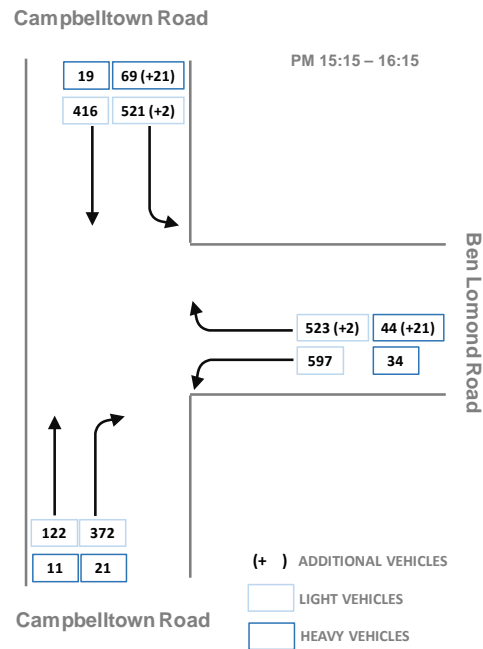 Campbelltown Road
PM 15:15 – 16:15
19 69 (+21)
416 521 (+2)
Ben Lomond Road
523 (+2) 44 (+21)
597 34
122 372
11 21
(+ ) ADDITIONAL VEHICLES
LIGHT VEHICLES
HEAVY VEHICLES
Campbelltown Road